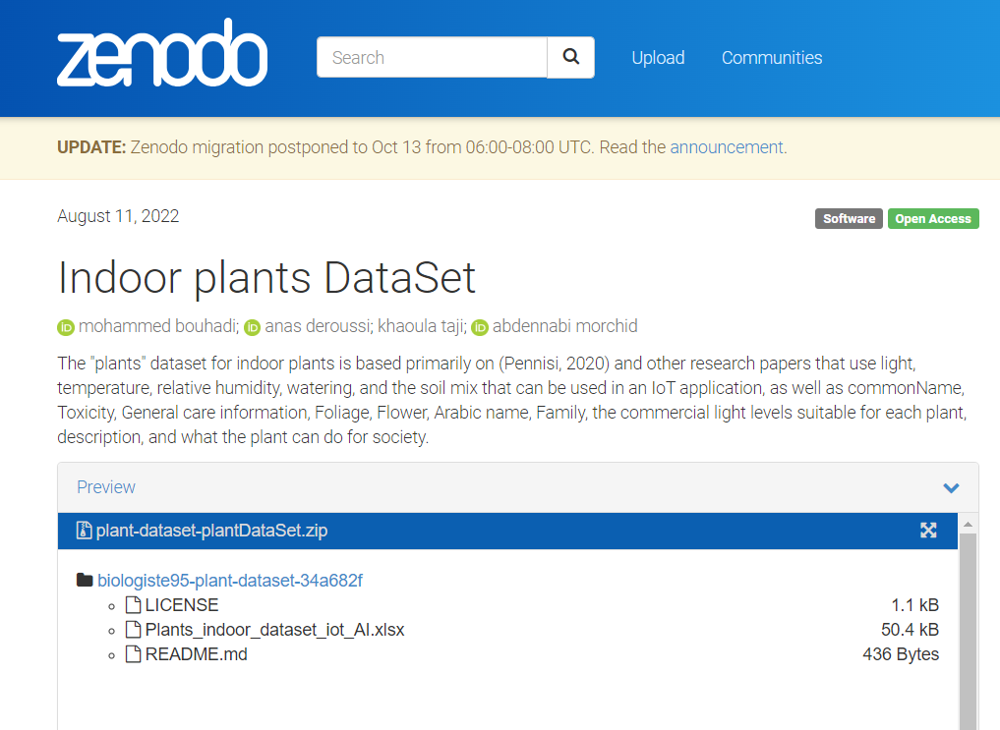 zenodo
Search
Upload
Communities
UPDATE: Zenodo migration postponed to Oct 13 from 06:00-08:00 UTC. Read the announcement.
August 11, 2022
Software
Open Access
Indoor plants DataSet
iD mohammed bouhadi; iD anas deroussi; khaoula taji; iD abdennabi morchid
The "plants" dataset for indoor plants is based primarily on (Pennisi, 2020) and other research papers that use light,
temperature, relative humidity, watering, and the soil mix that can be used in an IoT application, as well as commonName,
Toxicity, General care information, Foliage, Flower, Arabic name, Family, the commercial light levels suitable for each plant,
description, and what the plant can do for society.
Preview
plant-dataset-plantDataSet.zip
biologiste95-plant-dataset-34a682f
LICENSE 1.1 kB
Plants_indoor_dataset_iot_AI.xlsx 50.4 kB
README.md 436 Bytes